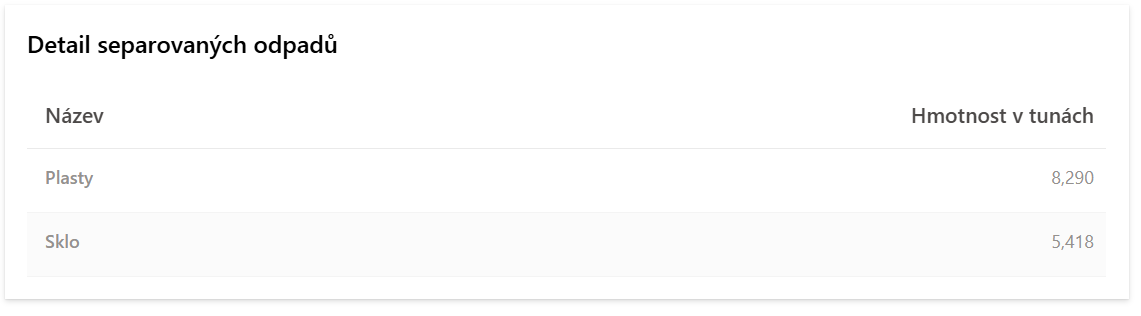 Detail separovaných odpadů
Název Hmotnost v tunách
Plasty 8,290
Sklo 5,418